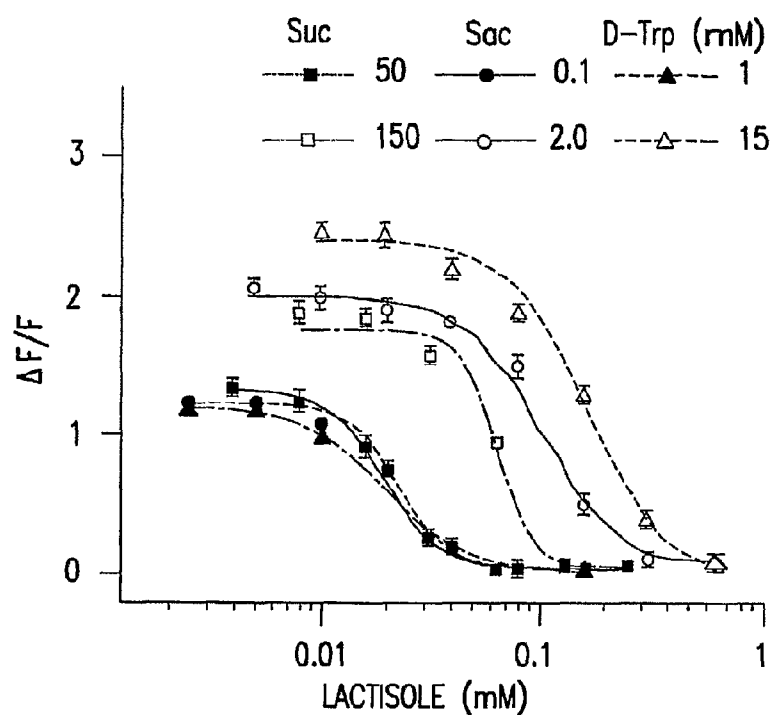 Suc Sac D-Trp (mM)
50 0.1 1
150 2.0 15
3
2
1
0
ΔF/F
0.01 0.1 1
LACTISOLE (mM)